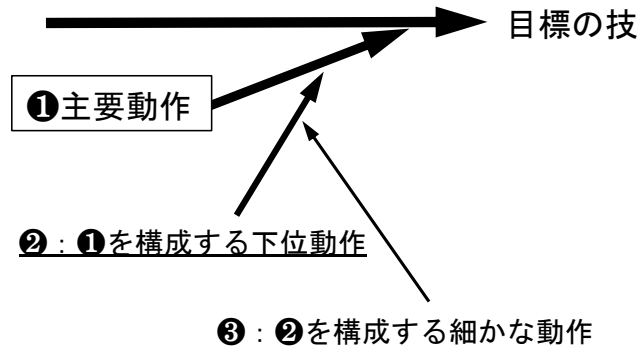 目標の技
❶主要動作
❷：❶を構成する下位動作
❸：❷を構成する細かな動作